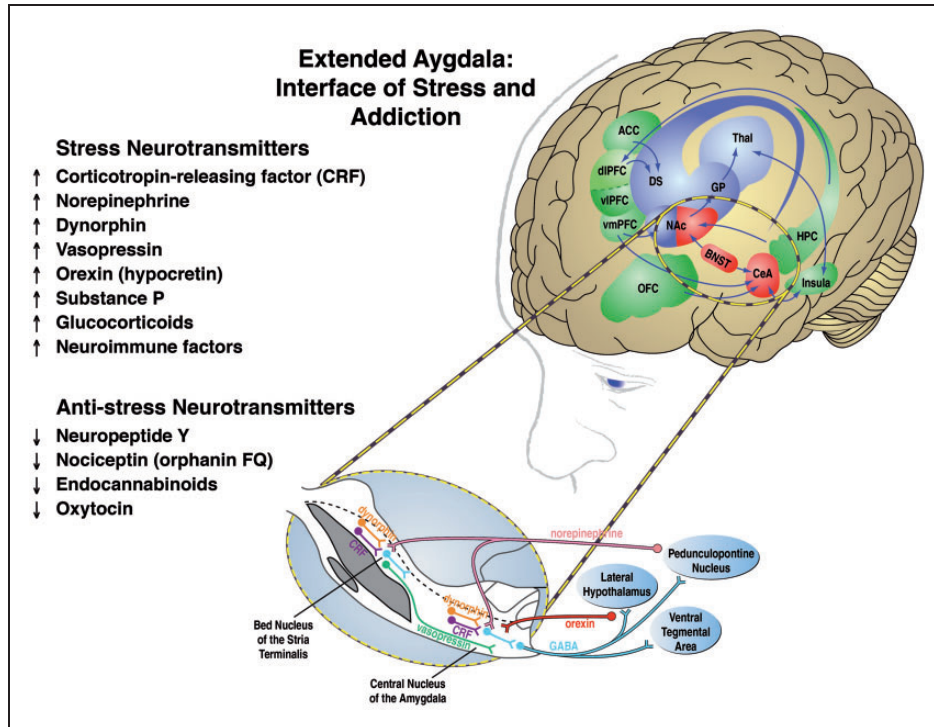 Extended Aygdala:
Interface of Stress and
Addiction
Stress Neurotransmitters
↑ Corticotropin-releasing factor (CRF)
↑ Norepinephrine
↑ Dynorphin
↑ Vasopressin
↑ Orexin (hypocretin)
↑ Substance P
↑ Glucocorticoids
↑ Neuroimmune factors
Anti-stress Neurotransmitters
↓ Neuropeptide Y
↓ Nociceptin (orphanin FQ)
↓ Endocannabinoids
↓ Oxytocin
ACC
dlPFC
vlPFC
vmPFC
OFC
DS
GP
Thal
NAc
BNST
CeA
HPC
Insula
dynorphin
CRF
norepinephrine
Pedunculopontine
Nucleus
Lateral
Hypothalamus
dynorphin
CRF
orexin
vasopressin
GABA
Ventral
Tegmental
Area
Bed Nucleus
of the Stria
Terminalis
Central Nucleus
of the Amygdala